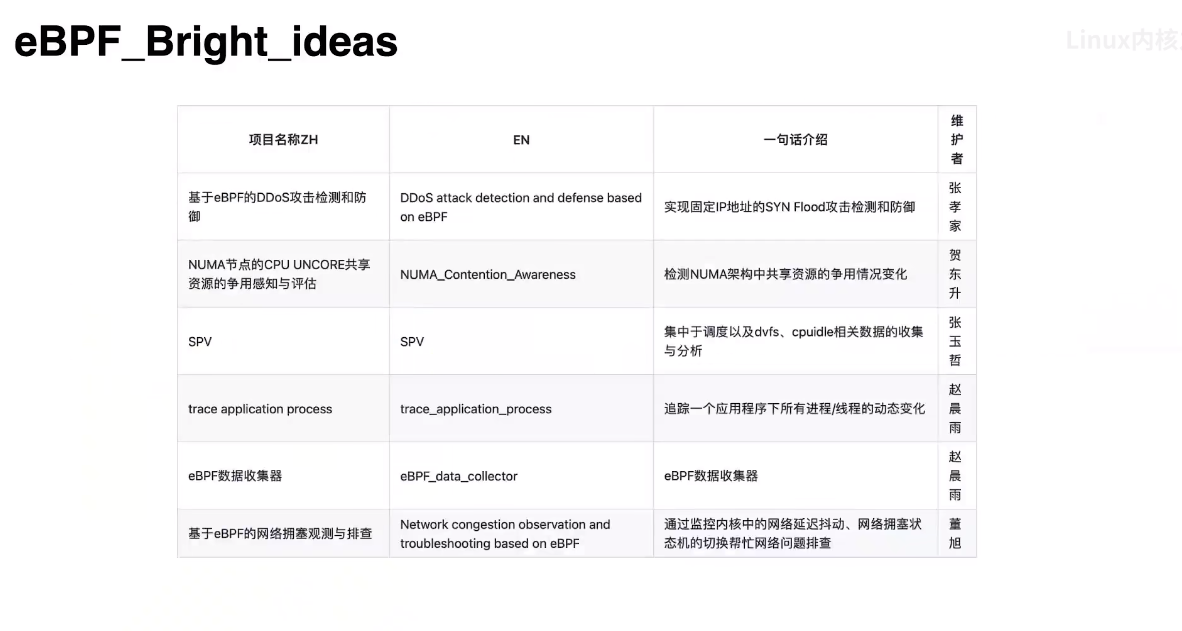 eBPF_Bright_ideas
Linux内核
项目名称ZH
EN
一句话介绍
维
护
者
基于eBPF的DDoS攻击检测和防
御
DDoS attack detection and defense based
on eBPF
实现固定IP地址的SYN Flood攻击检测和防御
张
孝
家
NUMA节点的CPU UNCORE共享
资源的争用感知与评估
NUMA_Contention_Awareness
检测NUMA架构中共享资源的争用情况变化
贺
东
升
SPV
SPV
集中于调度以及dvfs、cpuidle相关数据的收集
与分析
张
玉
哲
trace application process
trace_application_process
追踪一个应用程序下所有进程/线程的动态变化
赵
晨
雨
eBPF数据收集器
eBPF_data_collector
eBPF数据收集器
赵
晨
雨
基于eBPF的网络拥塞观测与排查
Network congestion observation and
troubleshooting based on eBPF
通过监控内核中的网络延迟抖动、网络拥塞状
态机的切换帮忙网络问题排查
董
旭